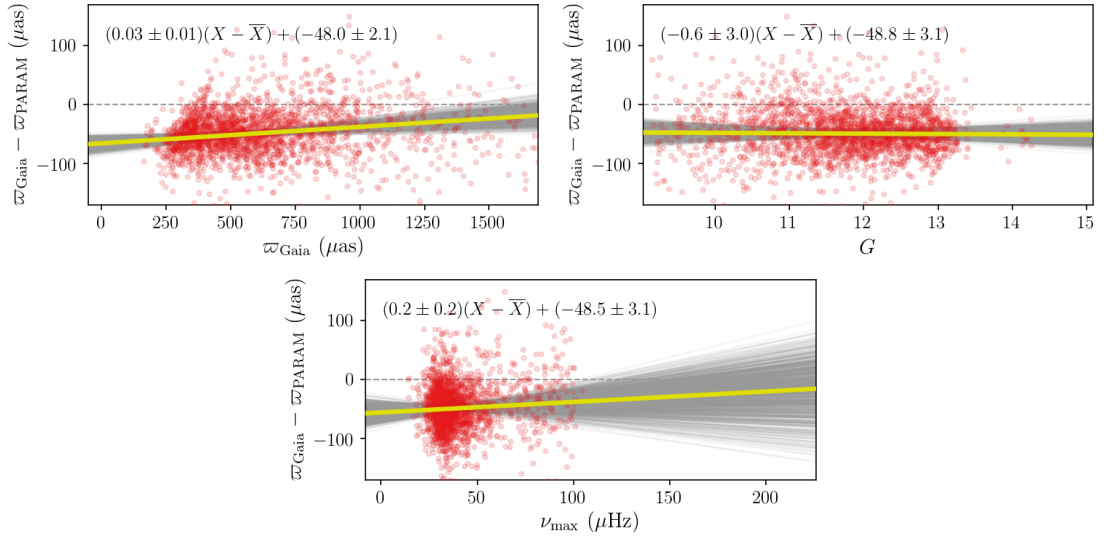 (0.03 ± 0.01)(X − X̅) + (−48.0 ± 2.1)
100
0
−100
ϖGaia − ϖPARAM (μas)
0 250 500 750 1000 1250 1500
ϖGaia (μas)
(−0.6 ± 3.0)(X − X̅) + (−48.8 ± 3.1)
100
0
−100
ϖGaia − ϖPARAM (μas)
10 11 12 13 14 15
G
(0.2 ± 0.2)(X − X̅) + (−48.5 ± 3.1)
100
0
−100
ϖGaia − ϖPARAM (μas)
0 50 100 150 200
νmax (μHz)